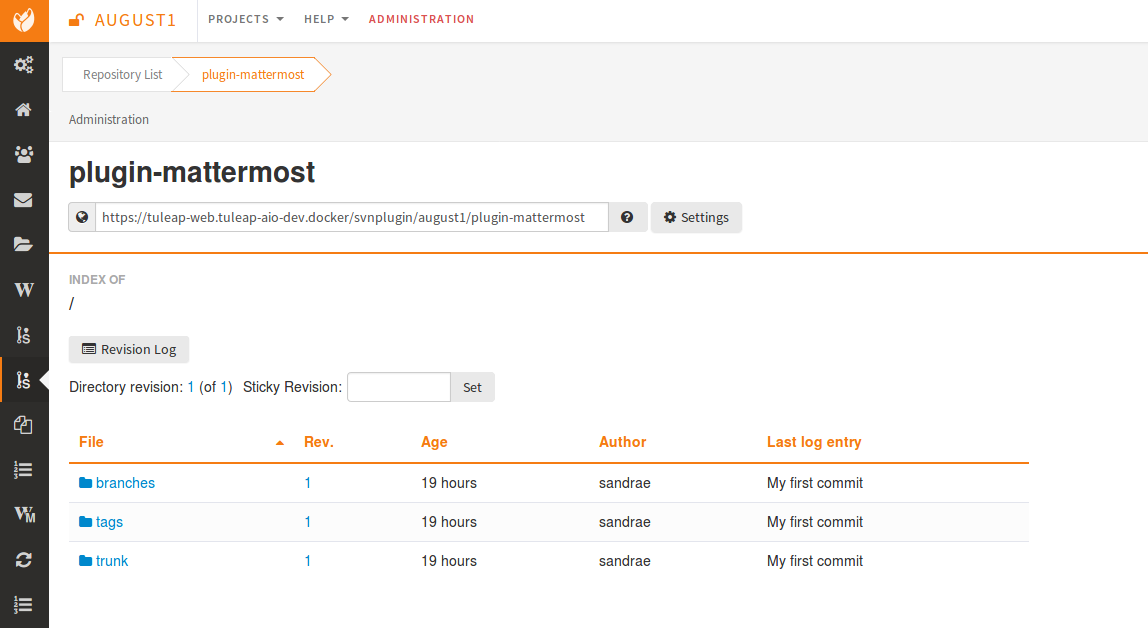 AUGUST1 PROJECTS HELP ADMINISTRATION
Repository List plugin-mattermost
Administration
plugin-mattermost
https://tuleap-web.tuleap-aio-dev.docker/svnplugin/august1/plugin-mattermost ? Settings
INDEX OF
/
Revision Log
Directory revision: 1 (of 1) Sticky Revision: Set
File Rev. Age Author Last log entry
branches 1 19 hours sandrae My first commit
tags 1 19 hours sandrae My first commit
trunk 1 19 hours sandrae My first commit